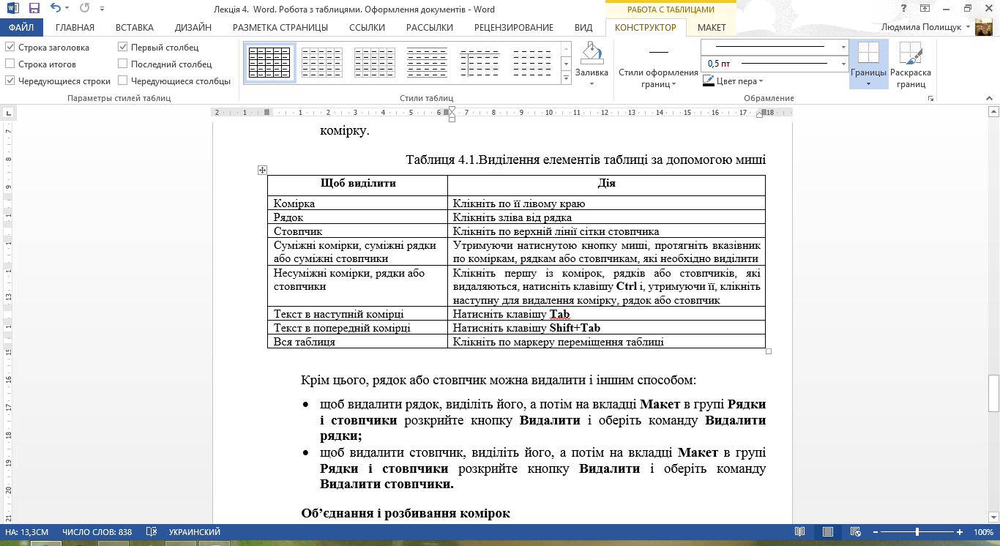 Лекція 4.  Word. Робота з таблицями. Оформлення документів - Word
РАБОТА С ТАБЛИЦАМИ
ФАЙЛ ГЛАВНАЯ ВСТАВКА ДИЗАЙН РАЗМЕТКА СТРАНИЦЫ ССЫЛКИ РАССЫЛКИ РЕЦЕНЗИРОВАНИЕ ВИД КОНСТРУКТОР МАКЕТ Людмила Полищук
Строка заголовка Первый столбец
Строка итогов Последний столбец
Чередующиеся строки Чередующиеся столбцы
Параметры стилей таблиц
Стили таблиц
Заливка
Стили оформления границ
0,5 пт
Цвет пера
Границы
Раскраска границ
Обрамление
2 1 1 2 3 4 5 6 7 8 9 10 11 12 13 14 15 16 17 18
комірку.
Таблиця 4.1.Виділення елементів таблиці за допомогою миші
Щоб виділити Дія
Комірка Клікніть по її лівому краю
Рядок Клікніть зліва від рядка
Стовпчик Клікніть по верхній лінії сітки стовпчика
Суміжні комірки, суміжні рядки Утримуючи натиснутою кнопку миші, протягніть вказівник
або суміжні стовпчики по коміркам, рядкам або стовпчикам, які необхідно виділити
Несуміжні комірки, рядки або Клікніть першу із комірок, рядків або стовпчиків, які
стовпчики видаляються, натисніть клавішу Ctrl і, утримуючи її, клікніть
наступну для видалення комірку, рядок або стовпчик
Текст в наступній комірці Натисніть клавішу Tab
Текст в попередній комірці Натисніть клавішу Shift+Tab
Вся таблиця Клікніть по маркеру переміщення таблиці
Крім цього, рядок або стовпчик можна видалити і іншим способом:
● щоб видалити рядок, виділіть його, а потім на вкладці Макет в групі Рядки
і стовпчики розкрийте кнопку Видалити і оберіть команду Видалити
рядки;
● щоб видалити стовпчик, виділіть його, а потім на вкладці Макет в групі
Рядки і стовпчики розкрийте кнопку Видалити і оберіть команду
Видалити стовпчики.
Об’єднання і розбивання комірок
НА: 13,3СМ ЧИСЛО СЛОВ: 838 УКРАИНСКИЙ 100%